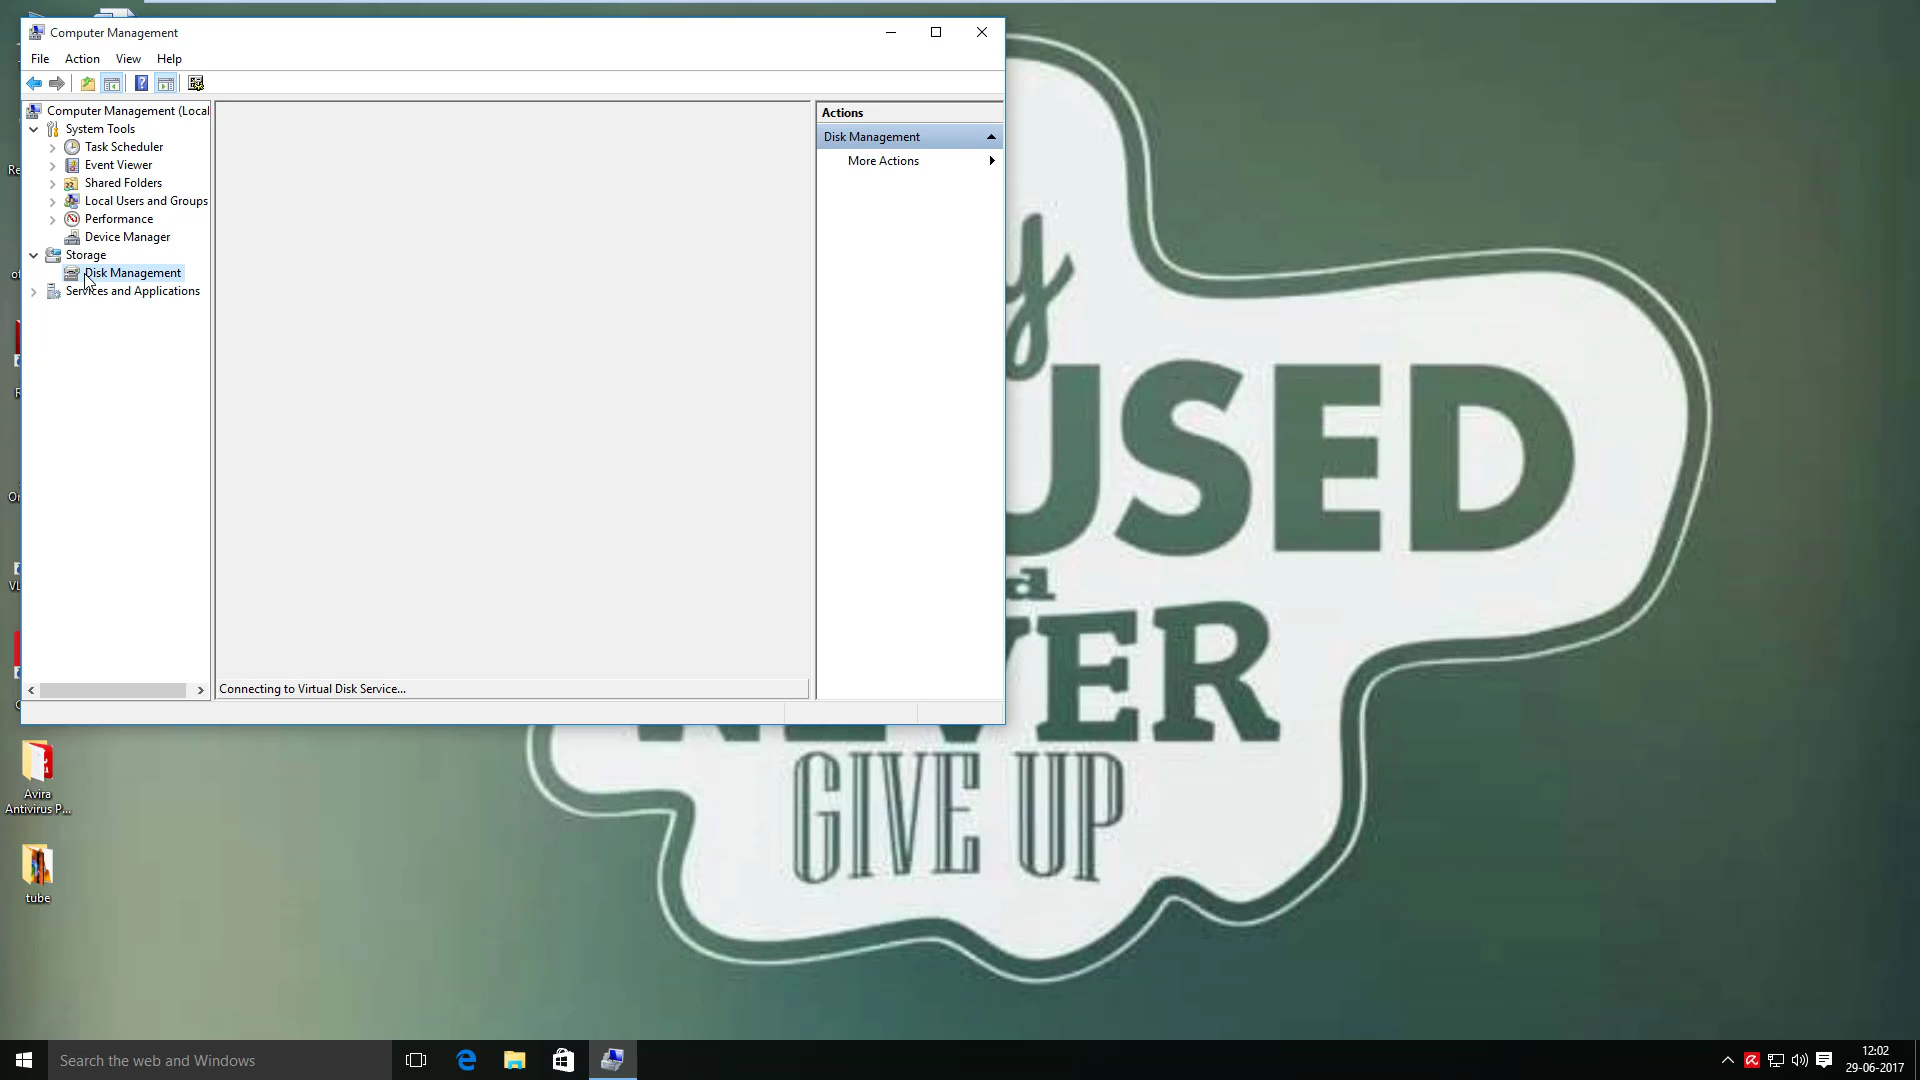 Computer Management
File Action View Help
Computer Management (Local
System Tools
Task Scheduler
Event Viewer
Shared Folders
Local Users and Groups
Performance
Device Manager
Storage
Disk Management
Services and Applications
Connecting to Virtual Disk Service...
Actions
Disk Management
More Actions
y
USED
d
VER
GIVE UP
Avira
Antivirus P...
tube
Search the web and Windows
12:02
29-06-2017